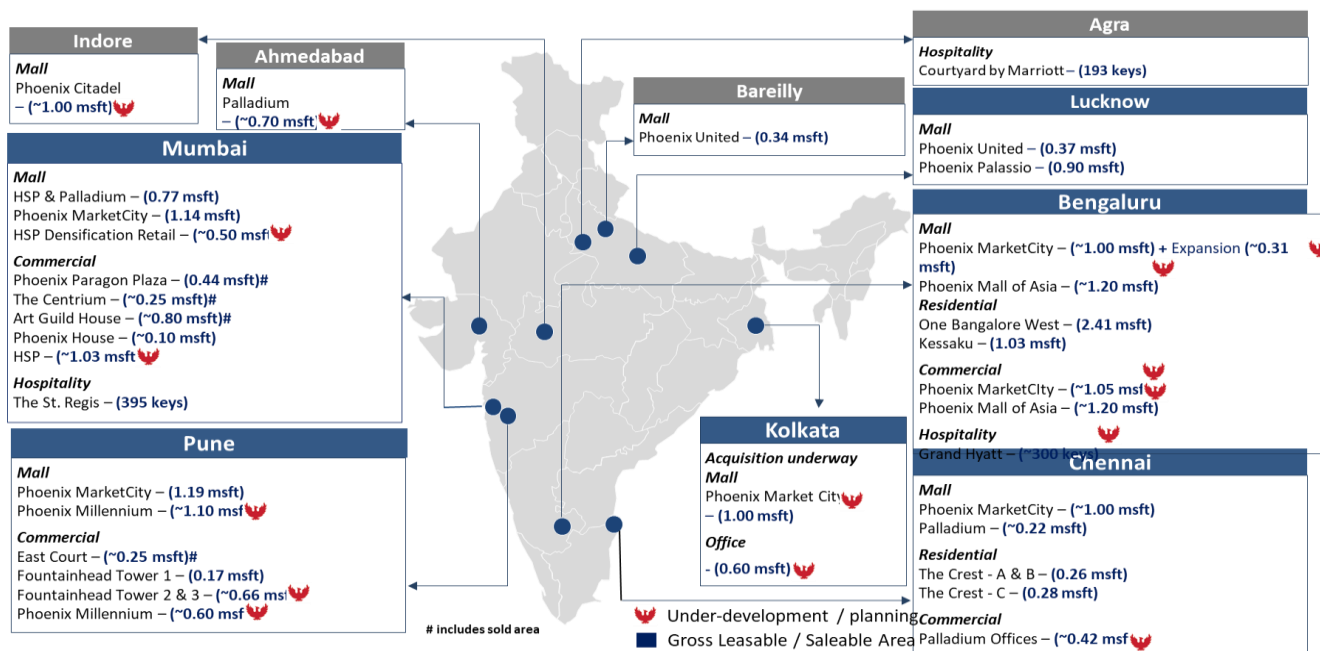 Indore
Mall
Phoenix Citadel
– (~1.00 msft)
Ahmedabad
Mall
Palladium
– (~0.70 msft)
Mumbai
Mall
HSP & Palladium – (0.77 msft)
Phoenix MarketCity – (1.14 msft)
HSP Densification Retail – (~0.50 msf
Commercial
Phoenix Paragon Plaza – (0.44 msft)#
The Centrium – (~0.25 msft)#
Art Guild House – (~0.80 msft)#
Phoenix House – (~0.10 msft)
HSP – (~1.03 msft
Hospitality
The St. Regis – (395 keys)
Pune
Mall
Phoenix MarketCity – (1.19 msft)
Phoenix Millennium – (~1.10 msf
Commercial
East Court – (~0.25 msft)#
Fountainhead Tower 1 – (0.17 msft)
Fountainhead Tower 2 & 3 – (~0.66 msf
Phoenix Millennium – (~0.60 msf
Bareilly
Mall
Phoenix United – (0.34 msft)
Agra
Hospitality
Courtyard by Marriott – (193 keys)
Lucknow
Mall
Phoenix United – (0.37 msft)
Phoenix Palassio – (0.90 msft)
Bengaluru
Mall
Phoenix MarketCity – (~1.00 msft) + Expansion (~0.31
msft)
Phoenix Mall of Asia – (~1.20 msft)
Residential
One Bangalore West – (2.41 msft)
Kessaku – (1.03 msft)
Commercial
Phoenix MarketCIty – (~1.05 msf
Phoenix Mall of Asia – (~1.20 msft)
Hospitality
Grand Hyatt – (~300 keys)
Kolkata
Acquisition underway
Mall
Phoenix Market City
– (1.00 msft)
Office
- (0.60 msft)
Chennai
Mall
Phoenix MarketCity – (~1.00 msft)
Palladium – (~0.22 msft)
Residential
The Crest - A & B – (0.26 msft)
The Crest - C – (0.28 msft)
Commercial
Palladium Offices – (~0.42 msf
# includes sold area
Under-development / planning
Gross Leasable / Saleable Area